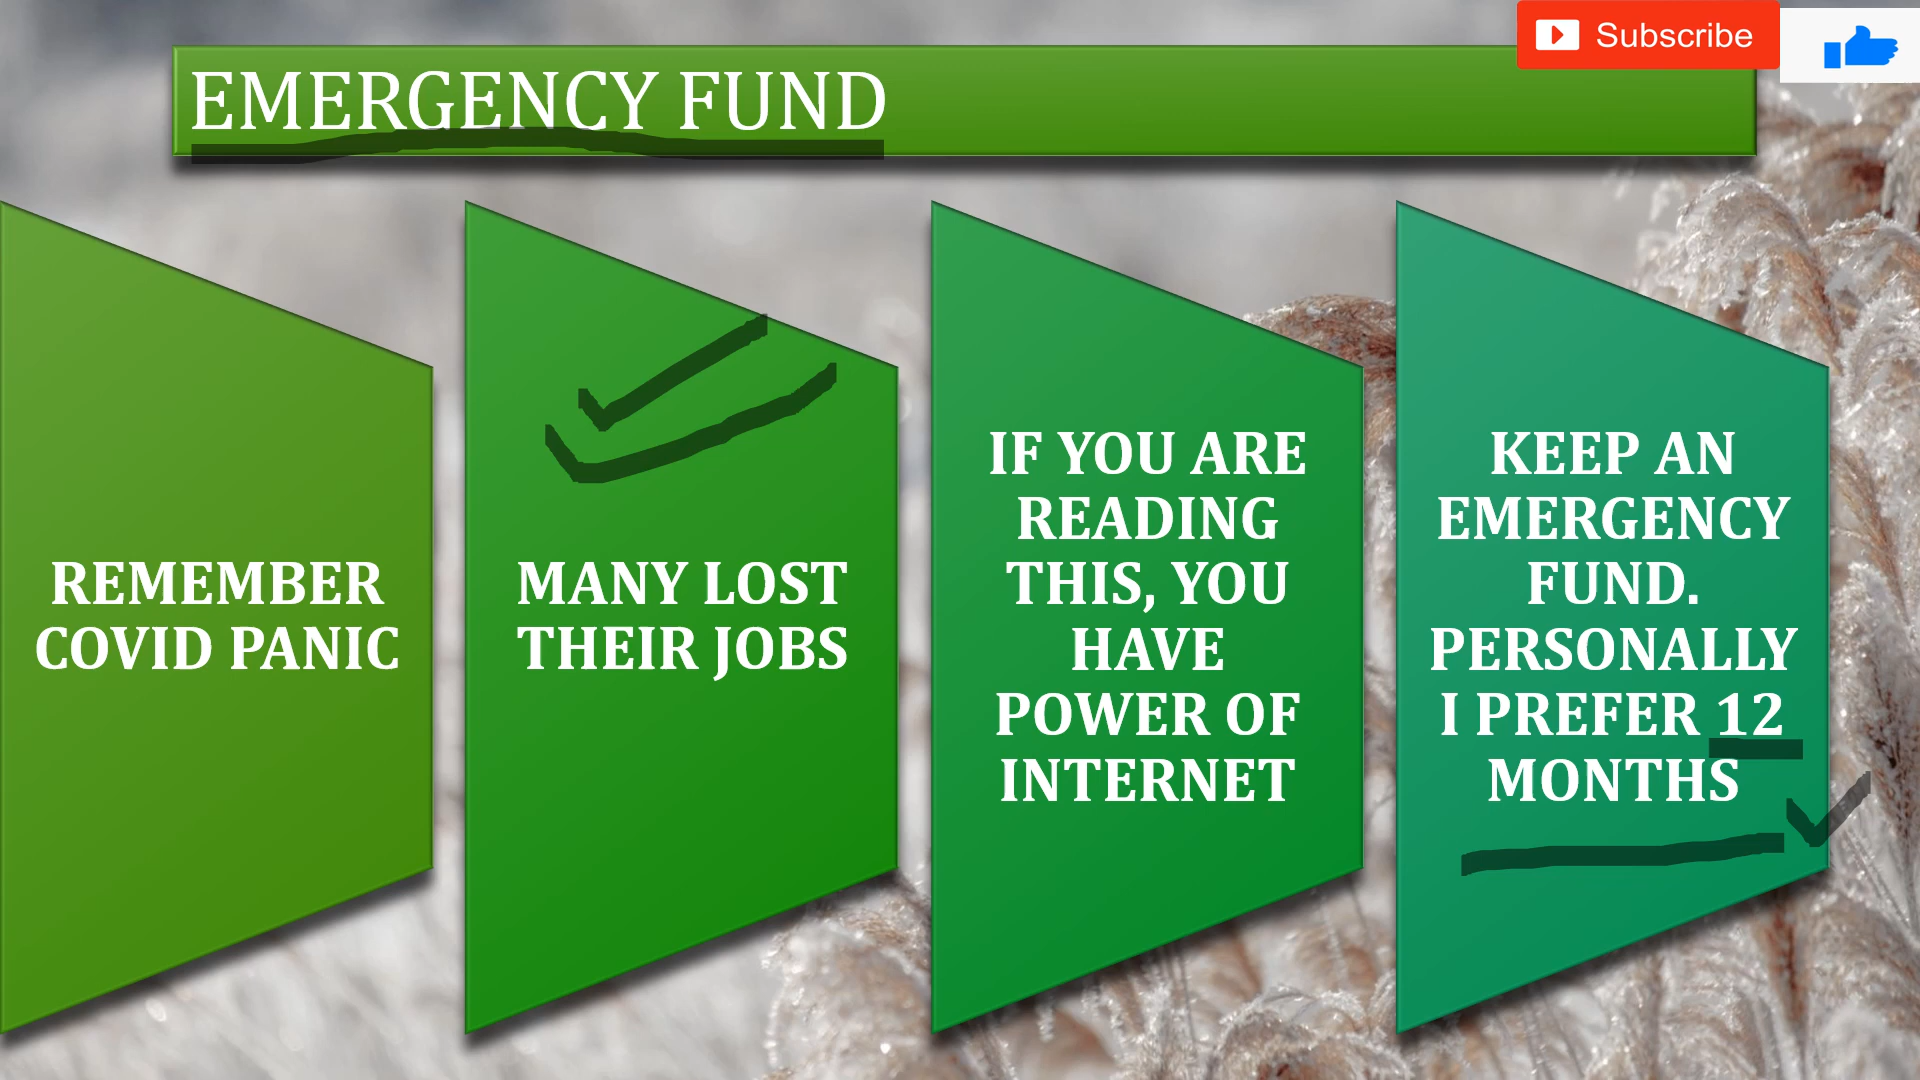 Subscribe
EMERGENCY FUND
REMEMBER
COVID PANIC
MANY LOST
THEIR JOBS
IF YOU ARE
READING
THIS, YOU
HAVE
POWER OF
INTERNET
KEEP AN
EMERGENCY
FUND.
PERSONALLY
I PREFER 12
MONTHS